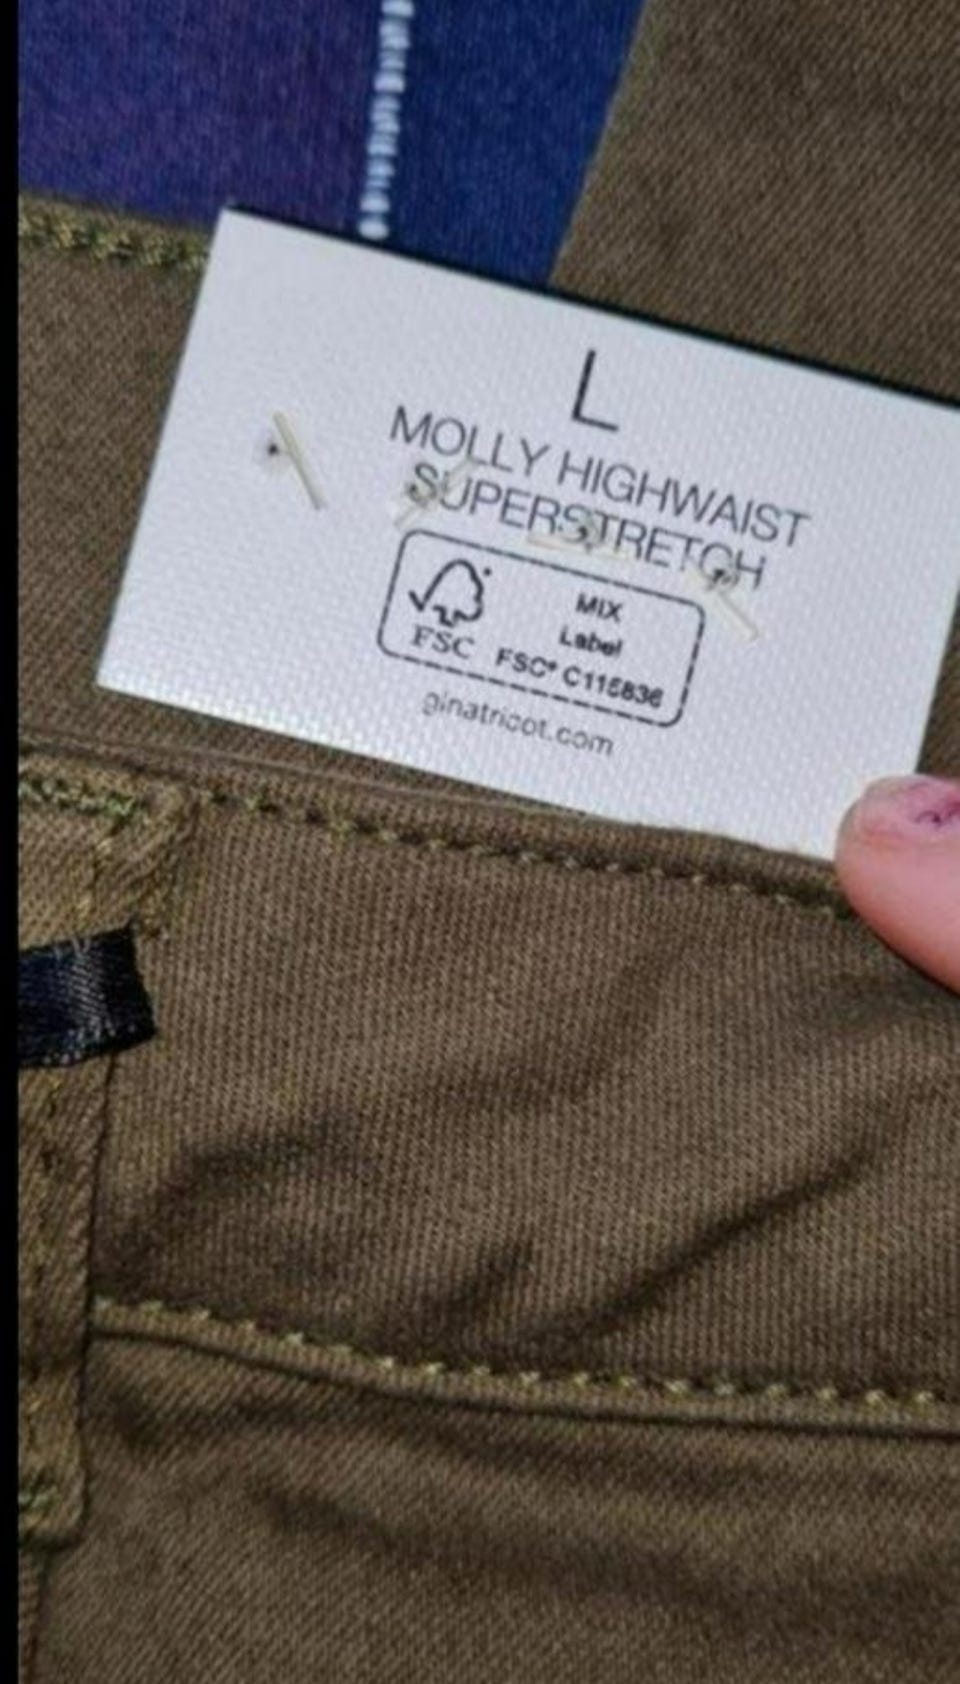 L
MOLLY HIGHWAIST
SUPERSTRETCH
FSC
MIX
Label
FSC® C115836
ginatricot.com